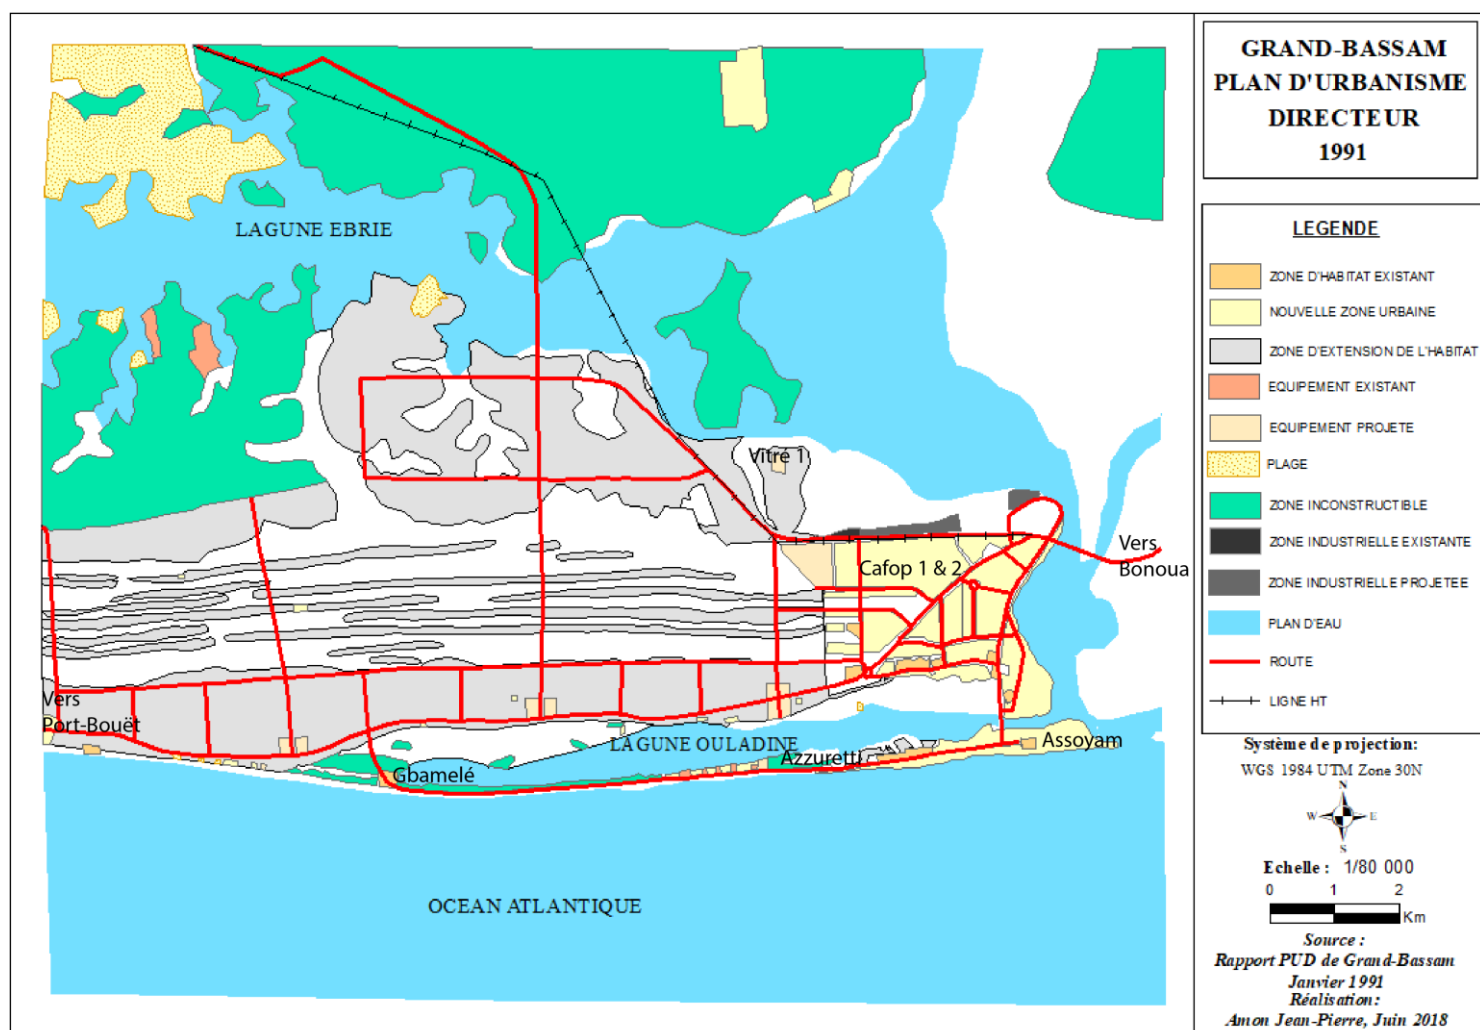 GRAND-BASSAM
PLAN D'URBANISME
DIRECTEUR
1991
LEGENDE
ZONE D'HABITAT EXISTANT
NOUVELLE ZONE URBAINE
ZONE D'EXTENSION DE L'HABITAT
EQUIPEMENT EXISTANT
EQUIPEMENT PROJETE
PLAGE
ZONE INCONSTRUCTIBLE
ZONE INDUSTRIELLE EXISTANTE
ZONE INDUSTRIELLE PROJETEE
PLAN D'EAU
ROUTE
LIGNE HT
Système de projection:
WGS 1984 UTM Zone 30N
N
W E
S
Echelle : 1/80 000
0 1 2
Km
Source :
Rapport PUD de Grand-Bassam
Janvier 1991
Réalisation:
Amon Jean-Pierre, Juin 2018
LAGUNE EBRIE
Vitré 1
Vers
Bonoua
Cafop 1 & 2
Vers
Port-Bouët
LAGUNE OULADINE
Assoyam
Azzuretti
Gbamelé
OCEAN ATLANTIQUE